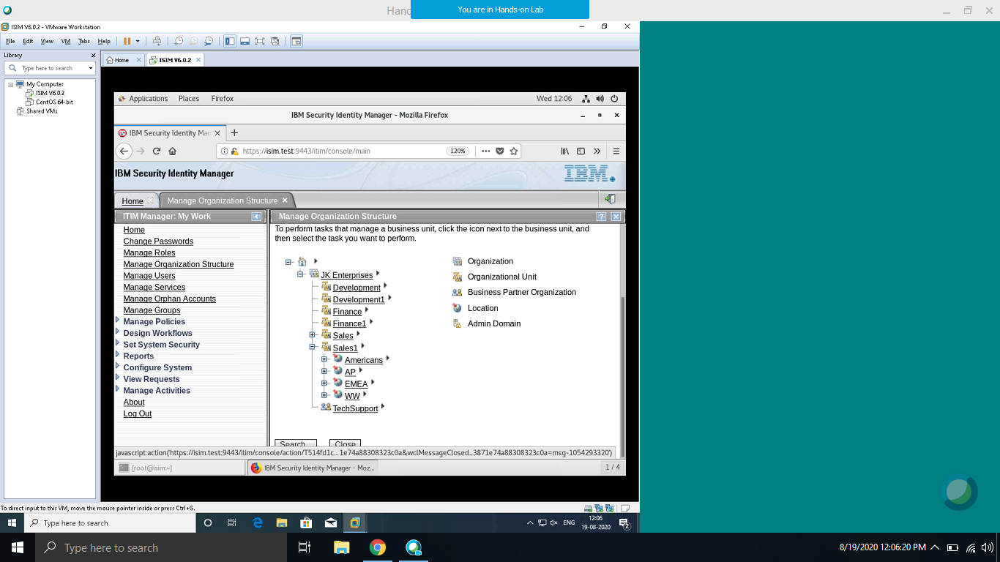 Hand
You are in Hands-on Lab
ISIM V6.0.2 - VMware Workstation
File Edit View VM Tabs Help
Library
Type here to search
My Computer
ISIM V6.0.2
CentOS 64-bit
Shared VMs
Home
ISIM V6.0.2
Applications Places Firefox
Wed 12:06
IBM Security Identity Manager - Mozilla Firefox
IBM Security Identity Man
https://isim.test:9443/itim/console/main
120%
IBM Security Identity Manager
IBM.
Home
Manage Organization Structure
ITIM Manager: My Work
Home
Change Passwords
Manage Roles
Manage Organization Structure
Manage Users
Manage Services
Manage Orphan Accounts
Manage Groups
Manage Policies
Design Workflows
Set System Security
Reports
Configure System
View Requests
Manage Activities
About
Log Out
Manage Organization Structure
To perform tasks that manage a business unit, click the icon next to the business unit, and
then select the task you want to perform.
JK Enterprises
Development
Development1
Finance
Finance1
Sales
Sales1
Americans
AP
EMEA
WW
TechSupport
Organization
Organizational Unit
Business Partner Organization
Location
Admin Domain
Search...
Close
javascript:action('https://isim.test:9443/itim/console/action/T514fd1c...1e74a88308323c0a&wclMessageClosed_3871e74a88308323c0a=msg-1054293320')
[root@isim:~]
IBM Security Identity Manager - Moz...
1 / 4
To direct input to this VM, move the mouse pointer inside or press Ctrl+G.
Type here to search
ENG
12:06
19-08-2020
2
Type here to search
8/19/2020 12:06:20 PM